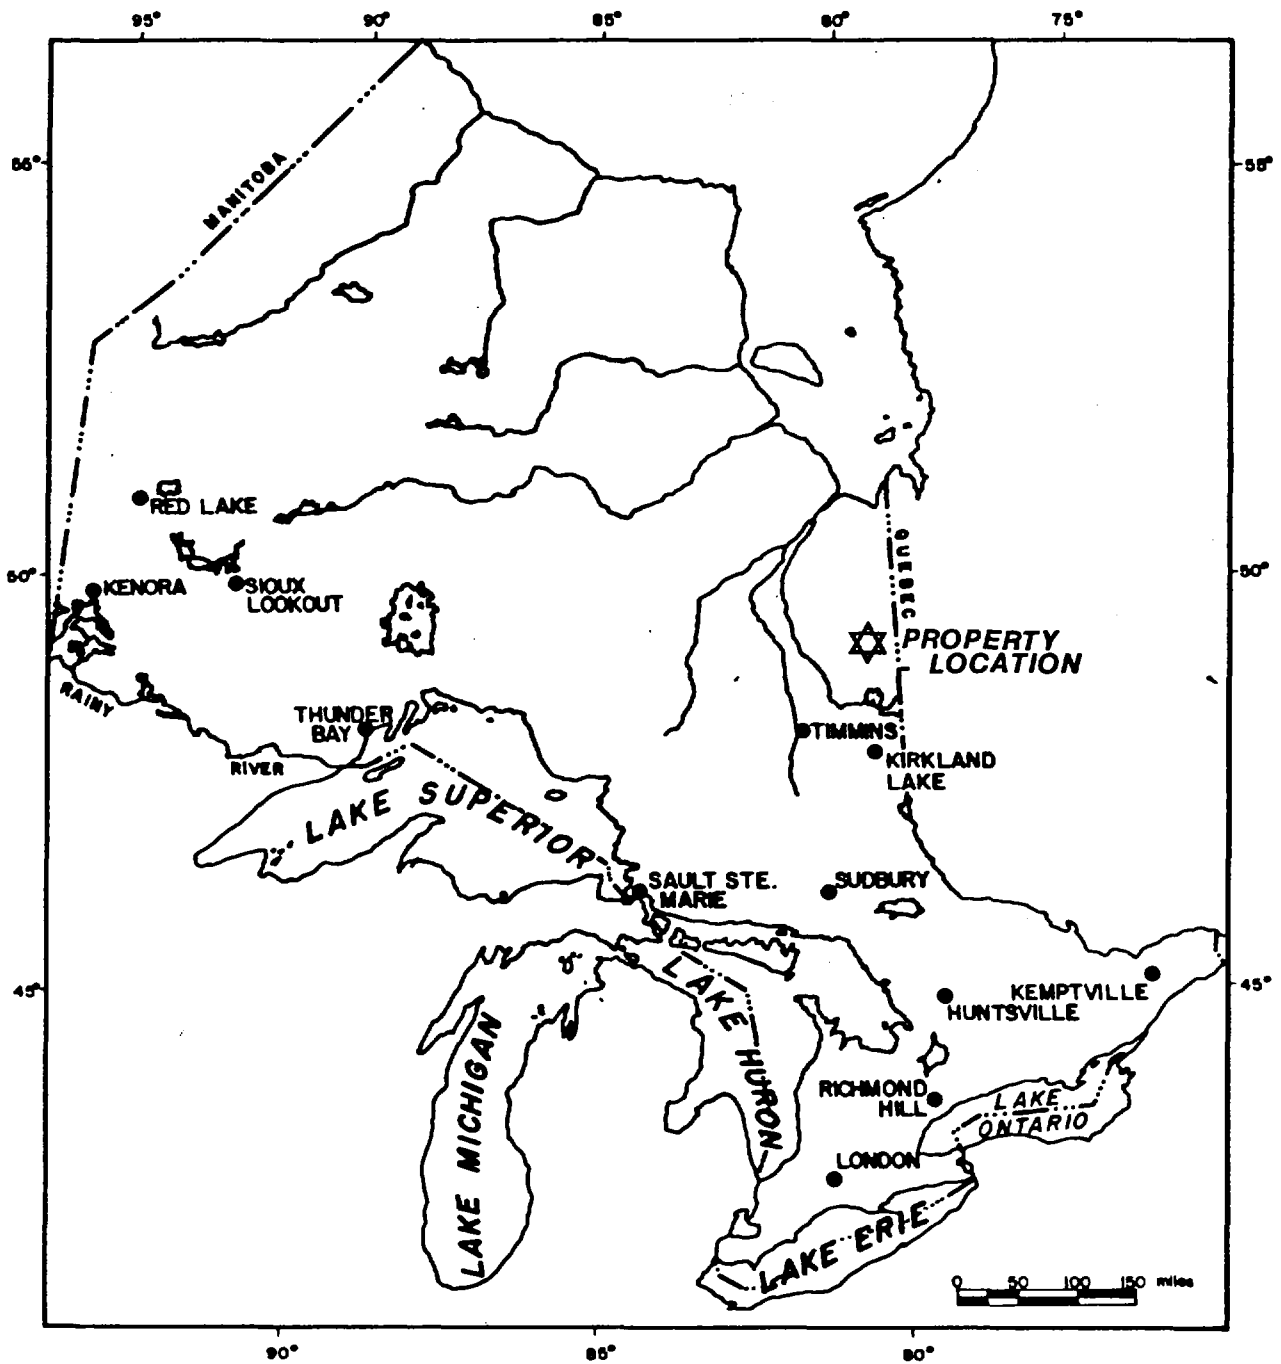 95° 90° 85° 80° 75°
55° 55°
MANITOBA
RED LAKE
50° 50°
QUEBEC
KENORA
SIOUX
LOOKOUT
PROPERTY
LOCATION
RAINY
RIVER
THUNDER
BAY
TIMMINS
KIRKLAND
LAKE
LAKE SUPERIOR
SAULT STE.
MARIE
SUDBURY
45° 45°
KEMPTVILLE
HUNTSVILLE
LAKE HURON
LAKE MICHIGAN
RICHMOND
HILL
LAKE
ONTARIO
LONDON
LAKE ERIE
0 50 100 150 miles
90° 85° 80°